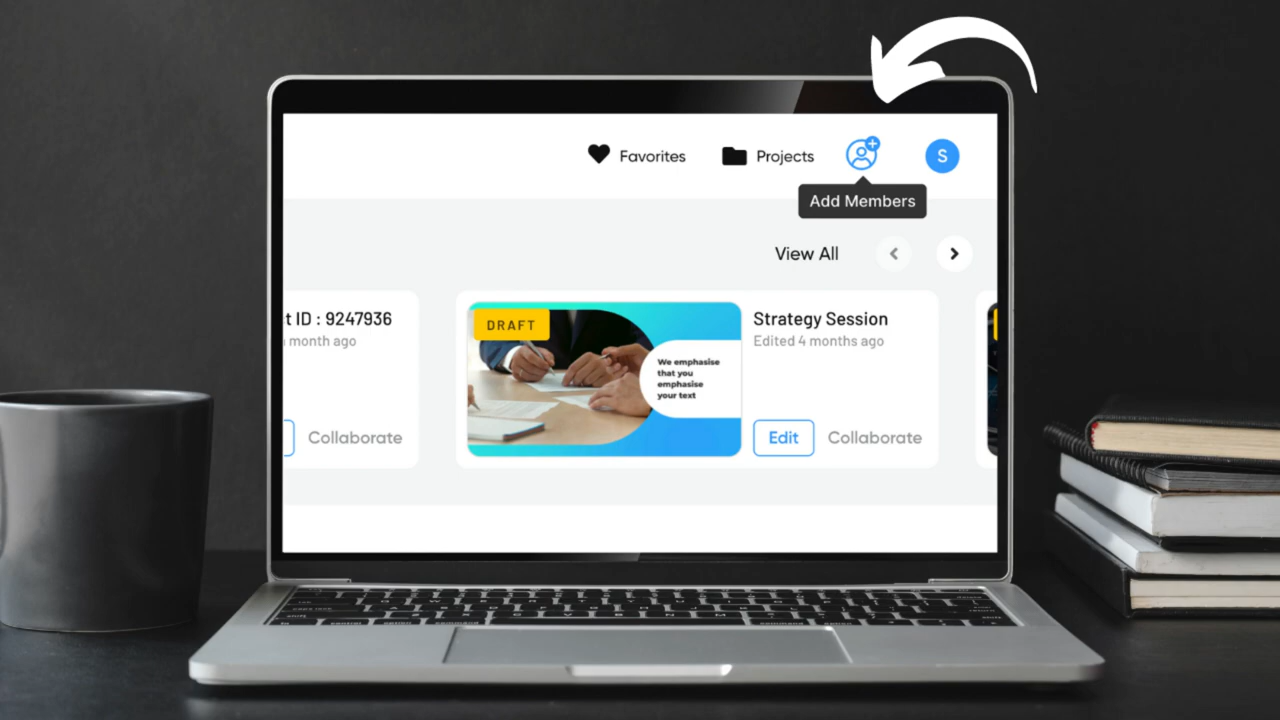 Favorites
Projects
S
Add Members
View All
t ID : 9247936
month ago
DRAFT
We emphasise
that you
emphasise
your text
Strategy Session
Edited 4 months ago
Collaborate
Edit
Collaborate